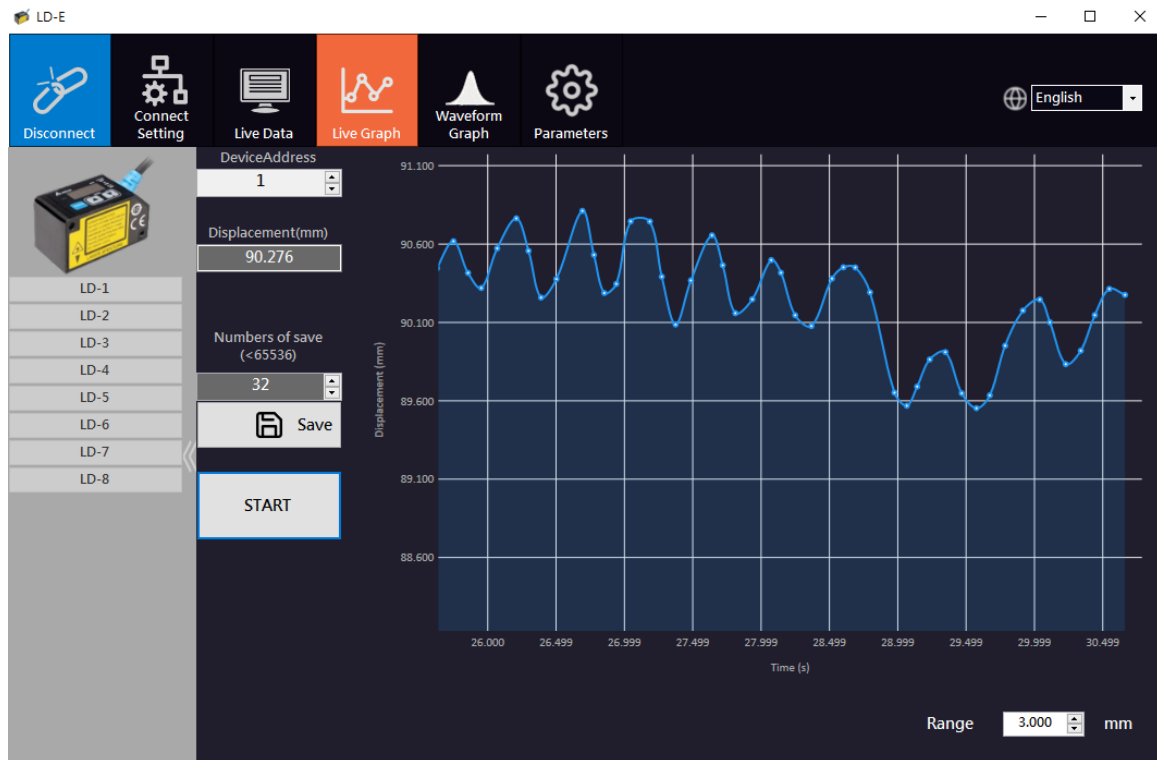 LD-E
Disconnect
Connect
Setting
Live Data
Live Graph
Waveform
Graph
Parameters
English
LD-1
LD-2
LD-3
LD-4
LD-5
LD-6
LD-7
LD-8
DeviceAddress
1
Displacement(mm)
90.276
Numbers of save
(<65536)
32
Save
START
Displacement (mm)
91.100
90.600
90.100
89.600
89.100
88.600
26.000 26.499 26.999 27.499 27.999 28.499 28.999 29.499 29.999 30.499
Time (s)
Range 3.000 mm